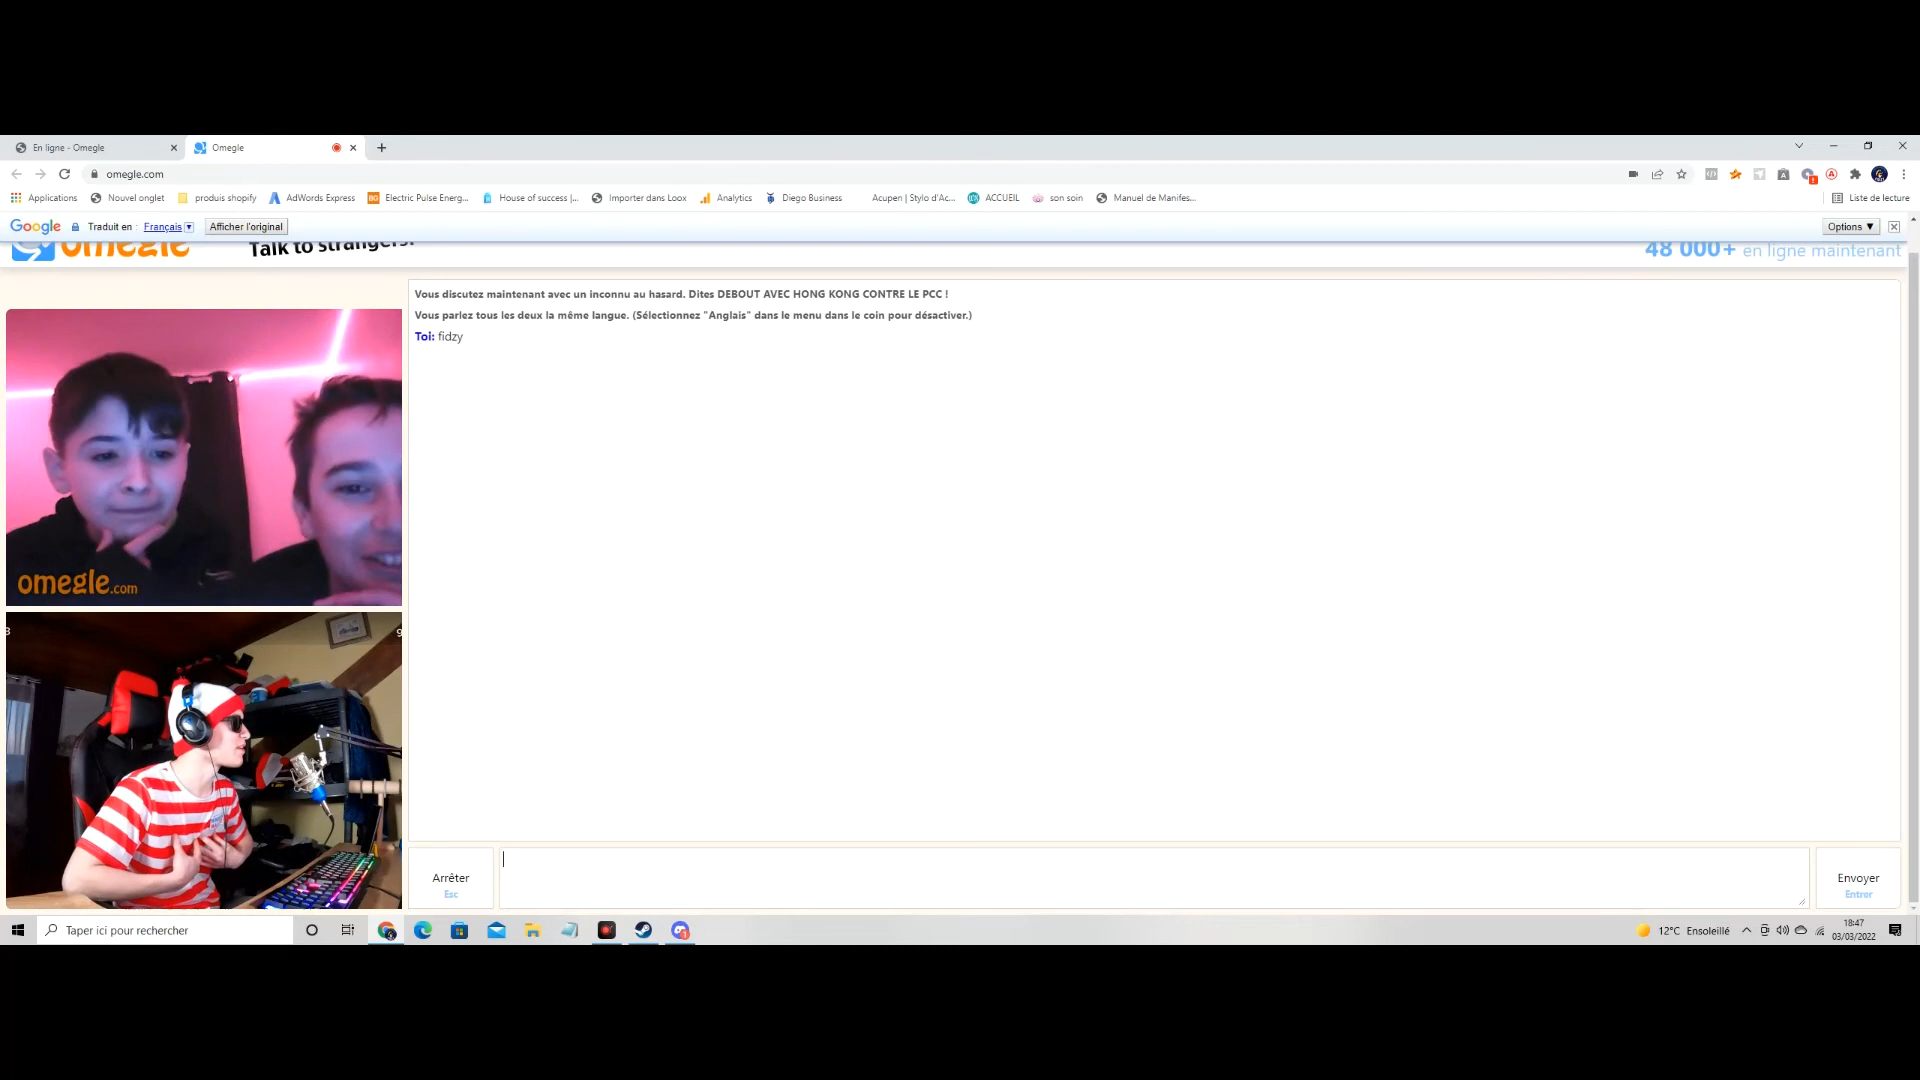 En ligne - Omegle
Omegle
omegle.com
Applications
Nouvel onglet
produis shopify
AdWords Express
Electric Pulse Energ...
House of success |...
Importer dans Loox
Analytics
Diego Business
Acupen | Stylo d'Ac...
ACCUEIL
son soin
Manuel de Manifes...
Liste de lecture
Google
Traduit en :
Français
Afficher l'original
Options
omegle
Talk to strangers!
48 000+ en ligne maintenant
Vous discutez maintenant avec un inconnu au hasard. Dites DEBOUT AVEC HONG KONG CONTRE LE PCC !
Vous parlez tous les deux la même langue. (Sélectionnez "Anglais" dans le menu dans le coin pour désactiver.)
Toi: fidzy
omegle.com
Arrêter
Esc
Envoyer
Entrer
Taper ici pour rechercher
12°C Ensoleillé
18:47
03/03/2022